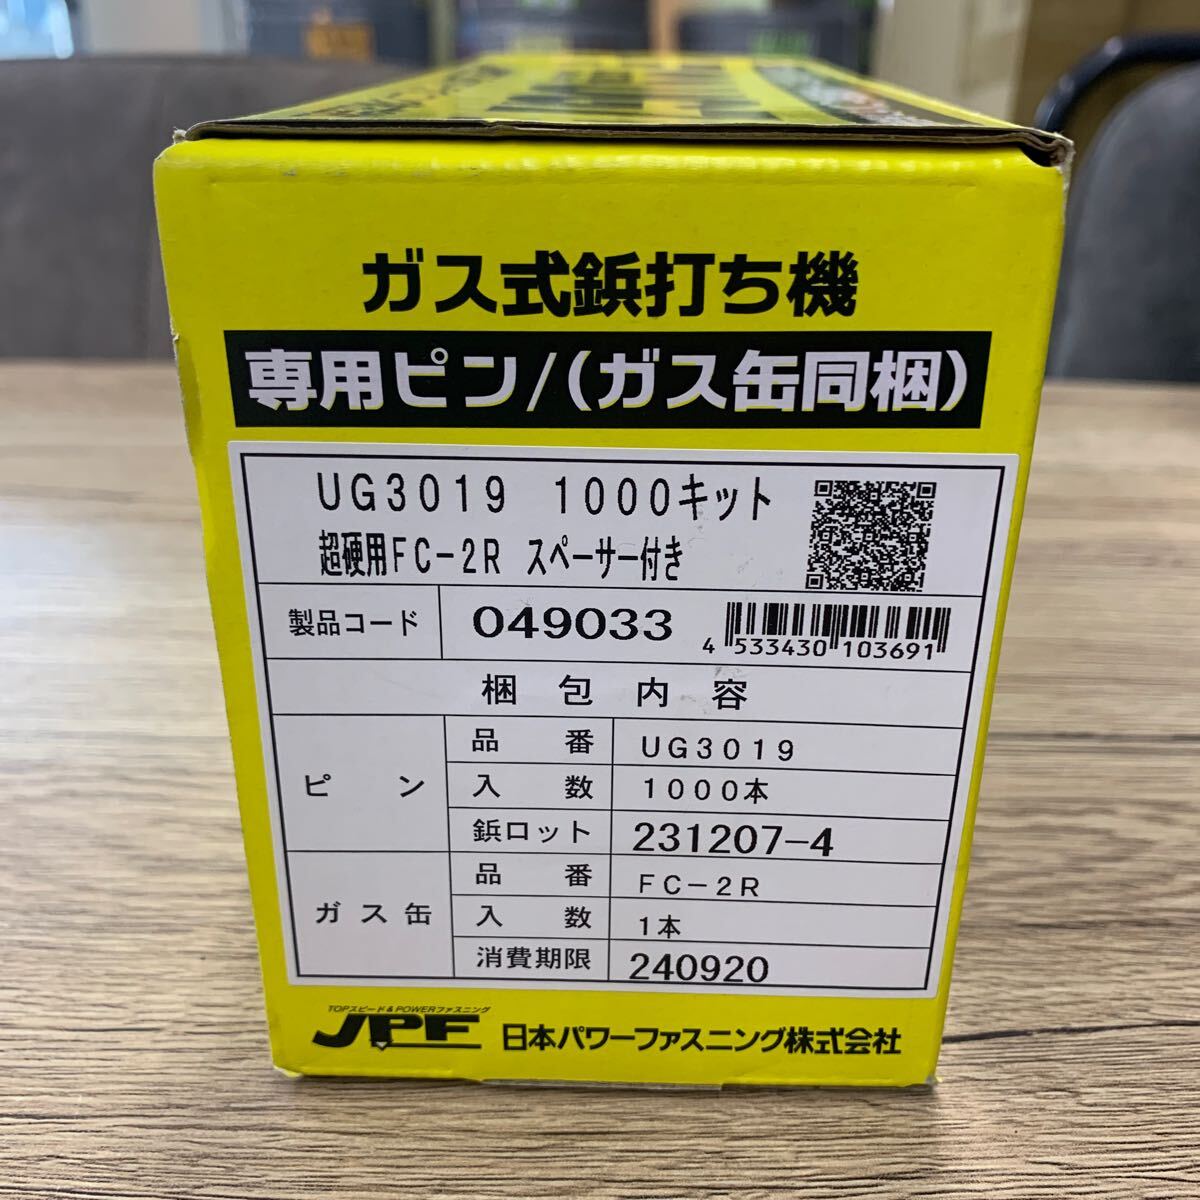 ガス式鋲打ち機
専用ピン/(ガス缶同梱)
UG3019 1000キット
超硬用FC-2R スペーサー付き
製品コード 049033
4 533430 103691
梱包内容
ピン 品番 UG3019
入数 1000本
鋲ロット 231207-4
ガス缶 品番 FC-2R
入数 1本
消費期限 240920
TOPスピード&POWERファスニング
JPF 日本パワーファスニング株式会社